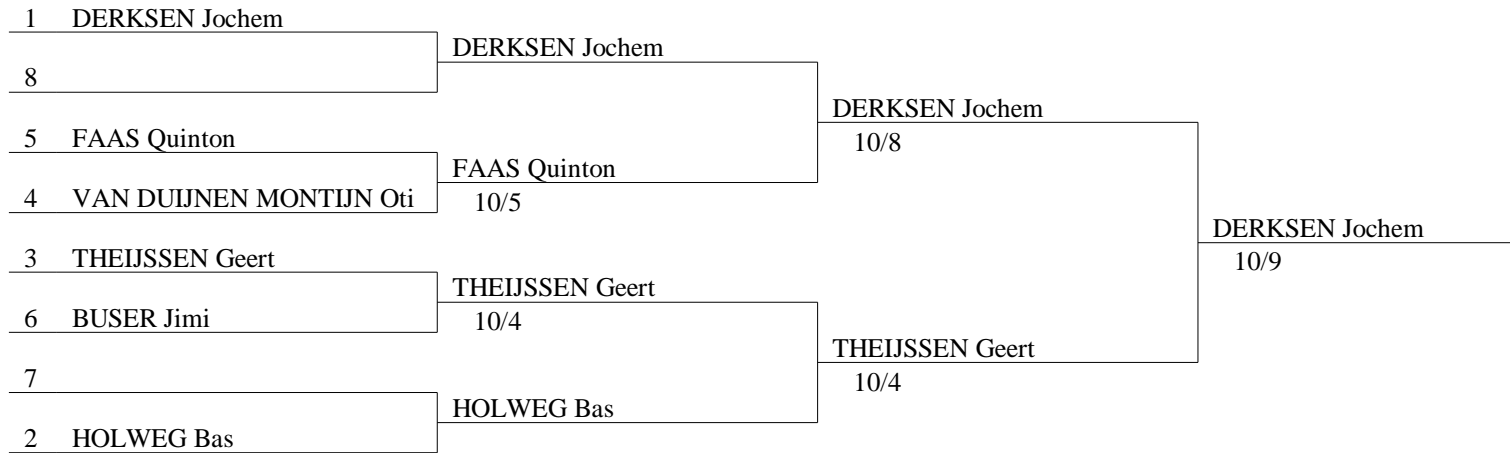 1 DERKSEN Jochem
DERKSEN Jochem
8
DERKSEN Jochem
5 FAAS Quinton
10/8
FAAS Quinton
4 VAN DUIJNEN MONTIJN Oti
10/5
DERKSEN Jochem
3 THEIJSSEN Geert
10/9
THEIJSSEN Geert
6 BUSER Jimi
10/4
THEIJSSEN Geert
7
10/4
HOLWEG Bas
2 HOLWEG Bas